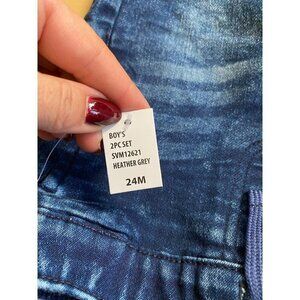 BOY'S
2PC SET
SVM12621
HEATHER GREY
24M